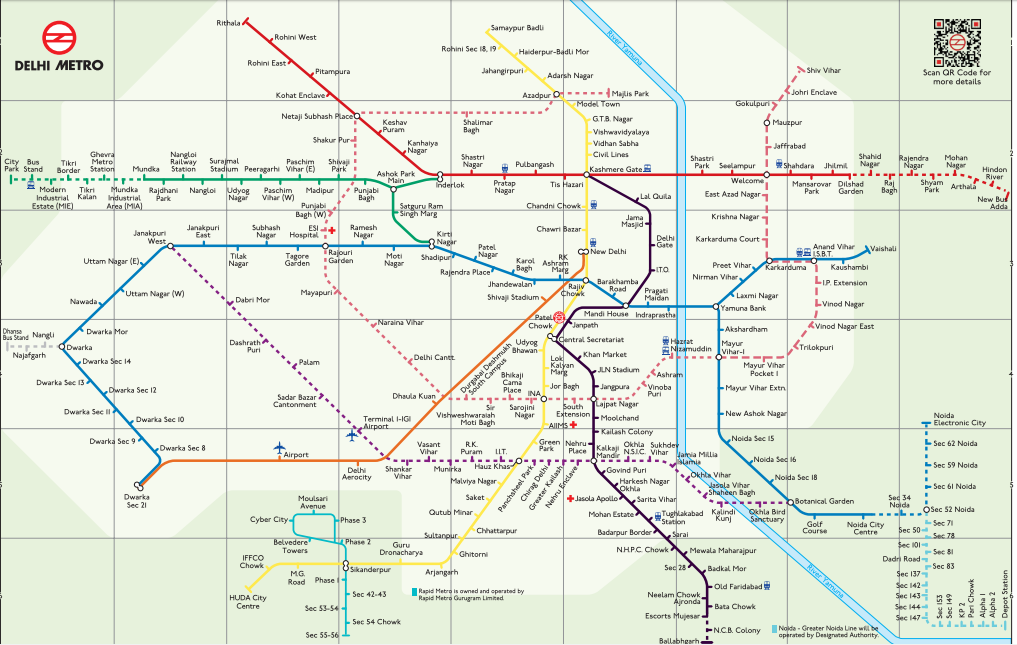 DELHI METRO
Scan QR Code for
more details
River Yamuna
Rithala
Rohini West
Rohini East
Pitampura
Kohat Enclave
Netaji Subhash Place
Keshav
Puram
Kanhaiya
Nagar
Inderlok
Shakur Pur
Shalimar
Bagh
Samaypur Badli
Rohini Sec 18, 19
Haiderpur-Badli Mor
Jahangirpuri
Adarsh Nagar
Azadpur
Majlis Park
Model Town
G.T.B. Nagar
Vishwavidyalaya
Vidhan Sabha
Civil Lines
Kashmere Gate
Shastri
Nagar
Pratap
Nagar
Pulbangash
Tis Hazari
Shiv Vihar
Johri Enclave
Gokulpuri
Maujpur
Jaffrabad
Shastri
Park
Seelampur
Welcome
Shahdara
Mansarovar
Park
Jhilmil
Dilshad
Garden
Shahid
Nagar
Raj
Bagh
Rajendra
Nagar
Shyam
Park
Mohan
Nagar
Arthala
Hindon
River
New Bus
Adda
East Azad Nagar
Krishna Nagar
Karkarduma Court
Karkarduma
Anand Vihar
I.S.B.T.
Kaushambi
Vaishali
City
Park
Bus
Stand
Modern
Industrial
Estate (MIE)
Tikri
Border
Tikri
Kalan
Ghevra
Metro
Station
Mundka
Industrial
Area (MIA)
Mundka
Rajdhani
Park
Nangloi
Railway
Station
Nangloi
Surajmal
Stadium
Udyog
Nagar
Peeragarhi
Paschim
Vihar (W)
Paschim
Vihar (E)
Madipur
Shivaji
Park
Punjabi
Bagh
Ashok Park
Main
Satguru Ram
Singh Marg
Kirti
Nagar
Punjabi
Bagh (W)
ESI
Hospital
Rajouri
Garden
Janakpuri
West
Janakpuri
East
Tilak
Nagar
Subhash
Nagar
Tagore
Garden
Ramesh
Nagar
Moti
Nagar
Shadipur
Patel
Nagar
Rajendra Place
Karol
Bagh
Jhandewalan
RK
Ashram
Marg
Rajiv
Chowk
Barakhamba
Road
Mandi House
Pragati
Maidan
Indraprastha
Yamuna Bank
Laxmi Nagar
Nirman Vihar
Preet Vihar
Chandni Chowk
Chawri Bazar
New Delhi
Lal Quila
Jama
Masjid
Delhi
Gate
I.T.O.
Janpath
Shivaji Stadium
Patel
Chowk
Central Secretariat
Udyog
Bhawan
Lok
Kalyan
Marg
Jor Bagh
INA
AIIMS
Green
Park
Hauz Khas
Malviya Nagar
Saket
Qutub Minar
Chhattarpur
Sultanpur
Ghitorni
Arjangarh
Guru
Dronacharya
Sikanderpur
M.G.
Road
IFFCO
Chowk
HUDA City
Centre
Khan Market
JLN Stadium
Jangpura
Lajpat Nagar
Moolchand
Kailash Colony
Nehru
Place
Kalkaji
Mandir
Govind Puri
Harkesh Nagar
Okhla
Jasola Apollo
Sarita Vihar
Mohan Estate
Tughlakabad
Station
Badarpur Border
Sarai
N.H.P.C. Chowk
Mewala Maharajpur
Sec 28
Badkal Mor
Old Faridabad
Neelam Chowk
Ajronda
Bata Chowk
Escorts Mujesar
N.C.B. Colony
Ballabhgarh
Uttam Nagar (E)
Uttam Nagar (W)
Nawada
Dwarka Mor
Dwarka
Dwarka Sec 14
Dwarka Sec 13
Dwarka Sec 12
Dwarka Sec 11
Dwarka Sec 10
Dwarka Sec 9
Dwarka Sec 8
Dwarka
Sec 21
Dhansa
Bus Stand
Nangli
Najafgarh
Dabri Mor
Dashrath
Puri
Palam
Sadar Bazar
Cantonment
Terminal I-IGI
Airport
Airport
Delhi
Aerocity
Shankar
Vihar
Vasant
Vihar
Munirka
R.K.
Puram
I.I.T.
Panchsheel Park
Chirag Delhi
Greater Kailash
Nehru Enclave
Okhla
N.S.I.C.
Sukhdev
Vihar
Jamia Millia
Islamia
Okhla Vihar
Jasola Vihar
Shaheen Bagh
Kalindi
Kunj
Okhla Bird
Sanctuary
Botanical Garden
Mayapuri
Naraina Vihar
Delhi Cantt.
Dhaula Kuan
Durgabai Deshmukh
South Campus
Vishweshwaraiah
Moti Bagh
Bhikaji
Cama
Place
Sir
Sarojini
Nagar
South
Extension
Vinoba
Puri
Ashram
Hazrat
Nizamuddin
Mayur
Vihar-I
Mayur Vihar
Pocket I
Trilokpuri
Vinod Nagar East
Vinod Nagar
I.P. Extension
Akshardham
Mayur Vihar Extn.
New Ashok Nagar
Noida Sec 15
Noida Sec 16
Noida Sec 18
Golf
Course
Noida City
Centre
Sec 34
Noida
Sec 52 Noida
Sec 61 Noida
Sec 59 Noida
Sec 62 Noida
Noida
Electronic City
Sec 71
Sec 50
Sec 78
Sec 101
Sec 81
Dadri Road
Sec 83
Sec 137
Sec 142
Sec 143
Sec 144
Sec 147
Sec 153
Sec 149
KP 2
Pari Chowk
Alpha 1
Alpha 2
Depot Station
Moulsari
Avenue
Cyber City
Phase 3
Belvedere
Towers
Phase 2
Phase 1
Sec 42-43
Sec 53-54
Sec 54 Chowk
Sec 55-56
Rapid Metro is owned and operated by
Rapid Metro Gurugram Limited.
River Yamuna
Noida - Greater Noida Line will be
operated by Designated Authority.